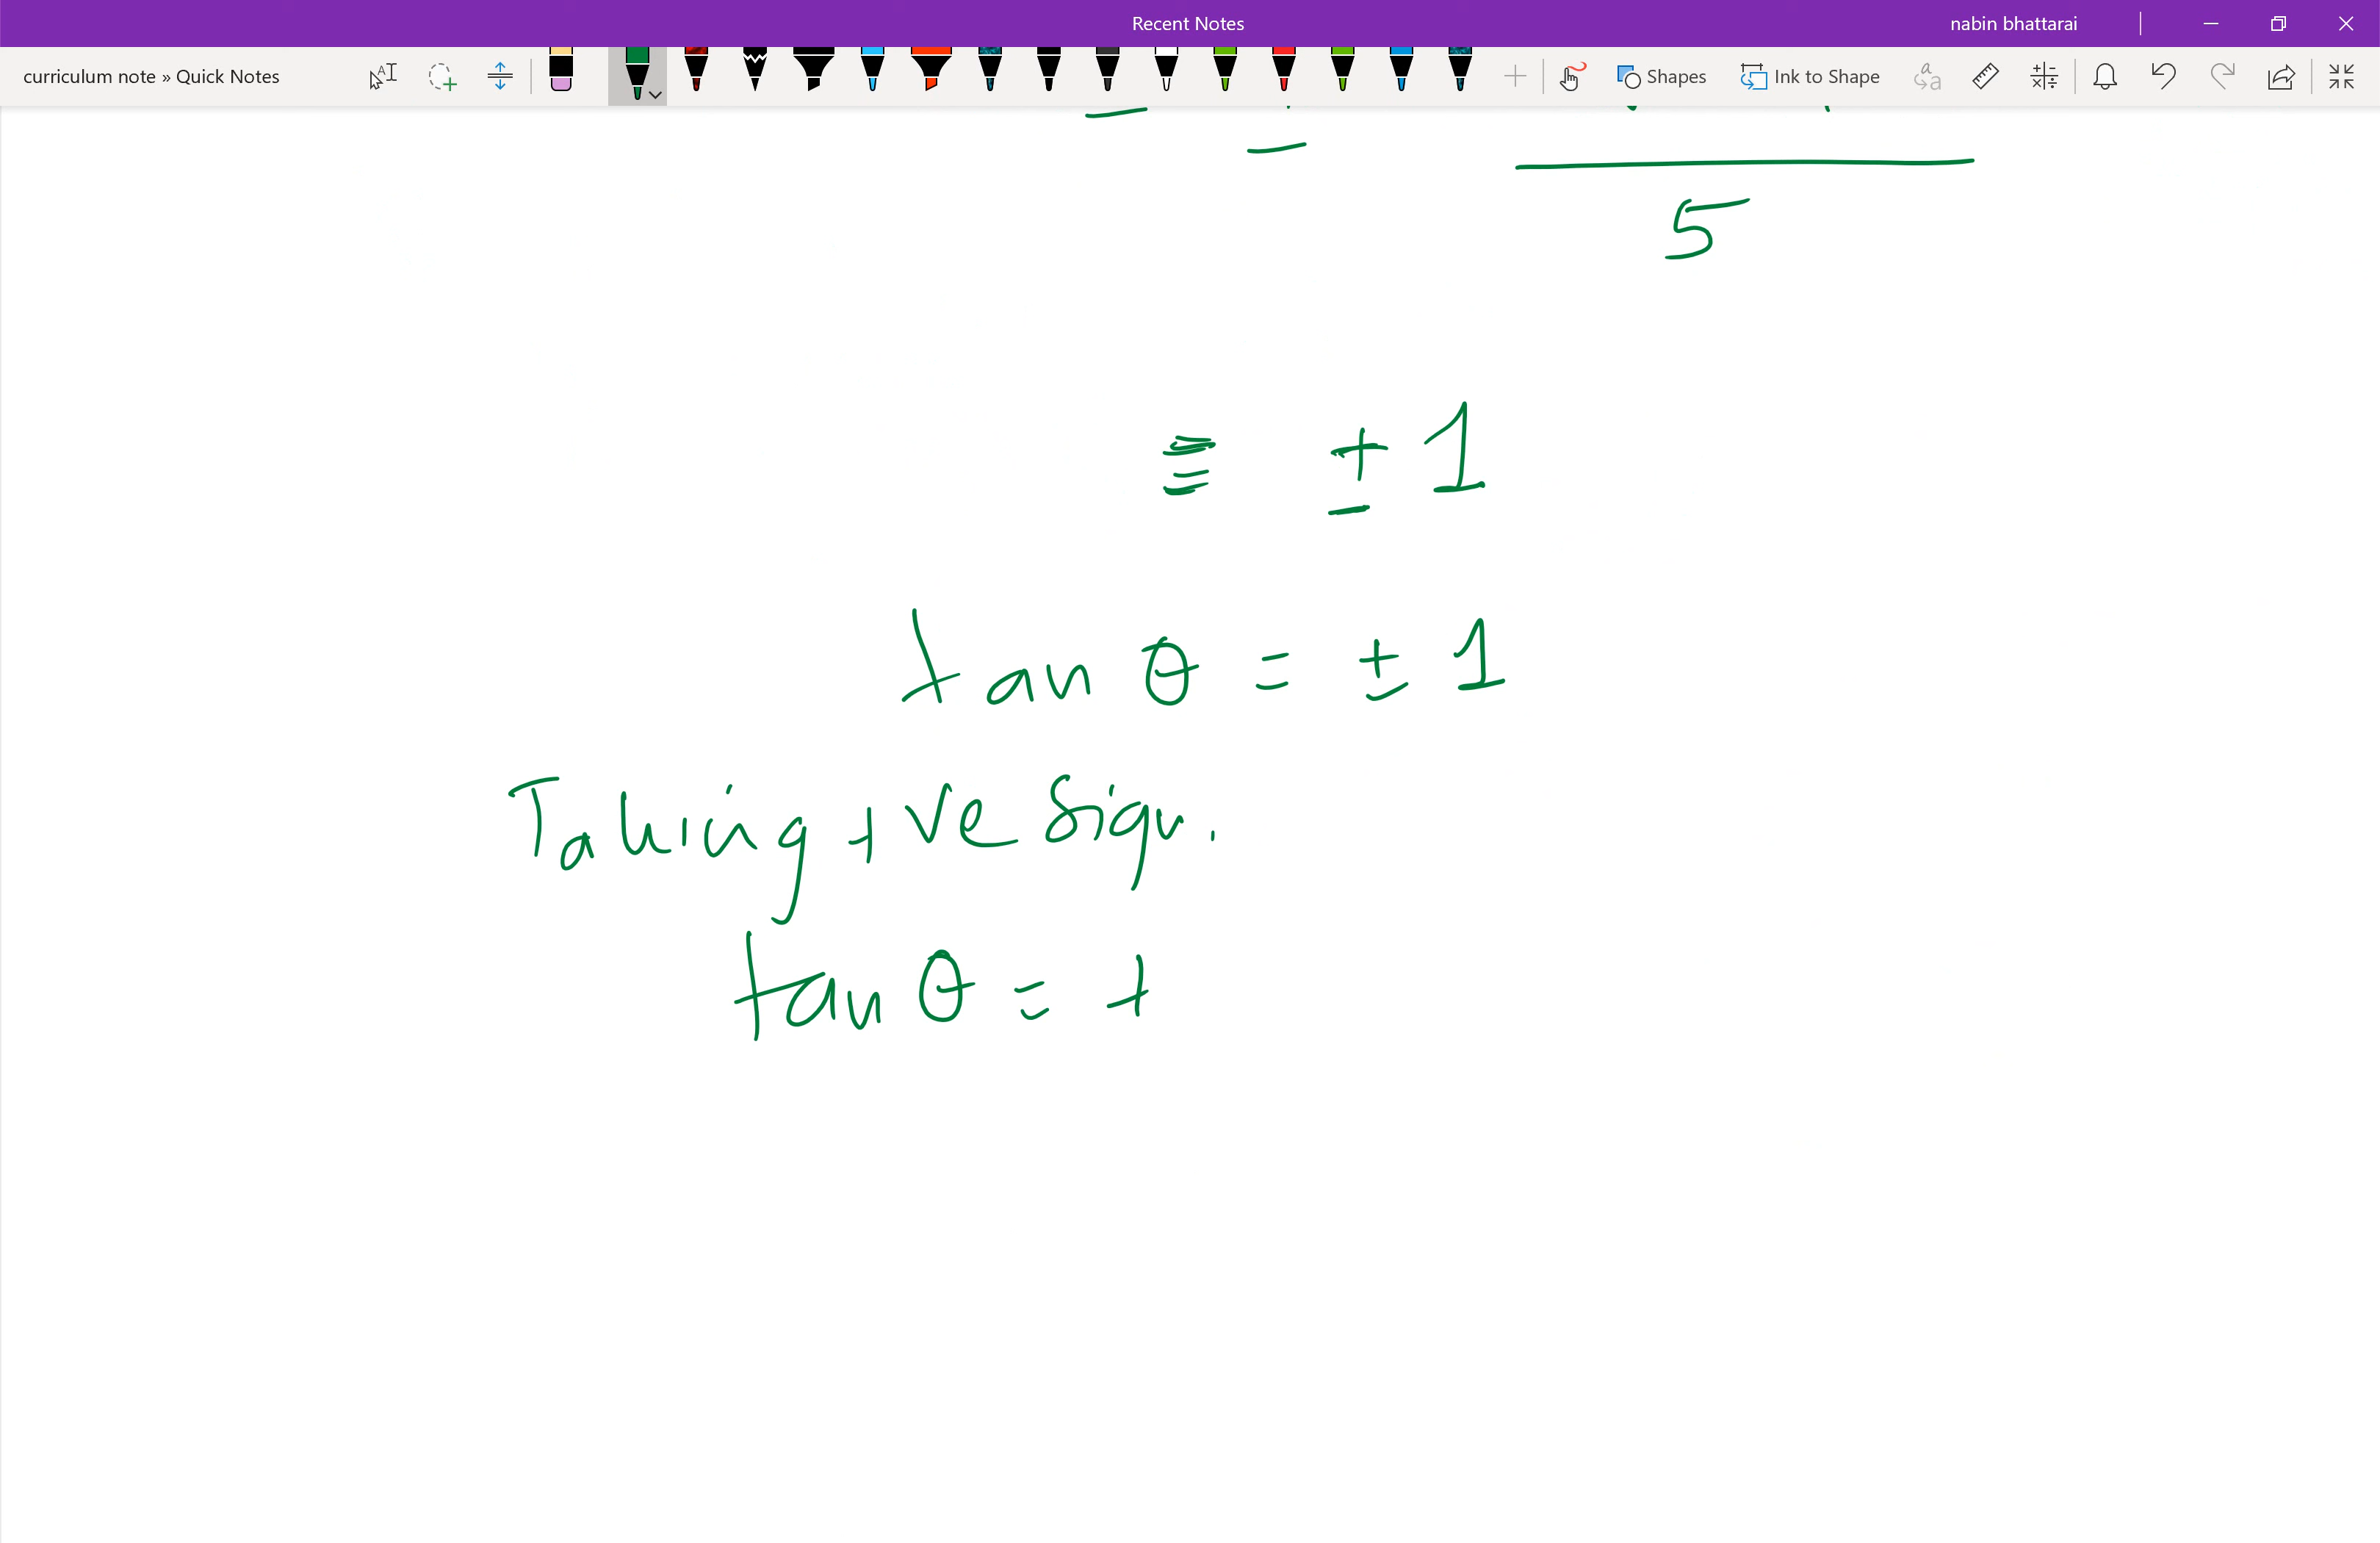 Recent Notes
nabin bhattarai
curriculum note » Quick Notes
Shapes
Ink to Shape
5
= ± 1
tan θ = ± 1
Taking +ve sign.
tan θ = +